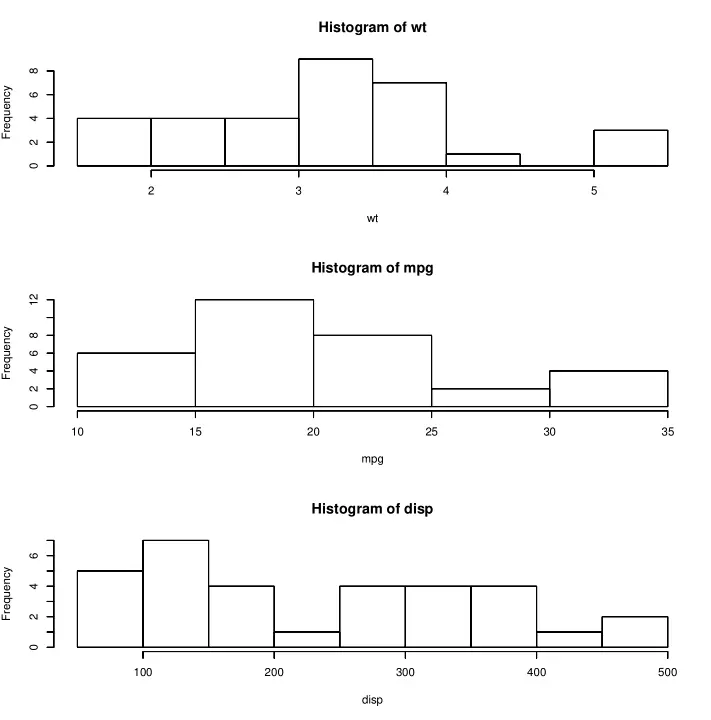 Histogram of wt
Frequency
0 2 4 6 8
2 3 4 5
wt
Histogram of mpg
Frequency
0 2 4 6 8 12
10 15 20 25 30 35
mpg
Histogram of disp
Frequency
0 2 4 6
100 200 300 400 500
disp